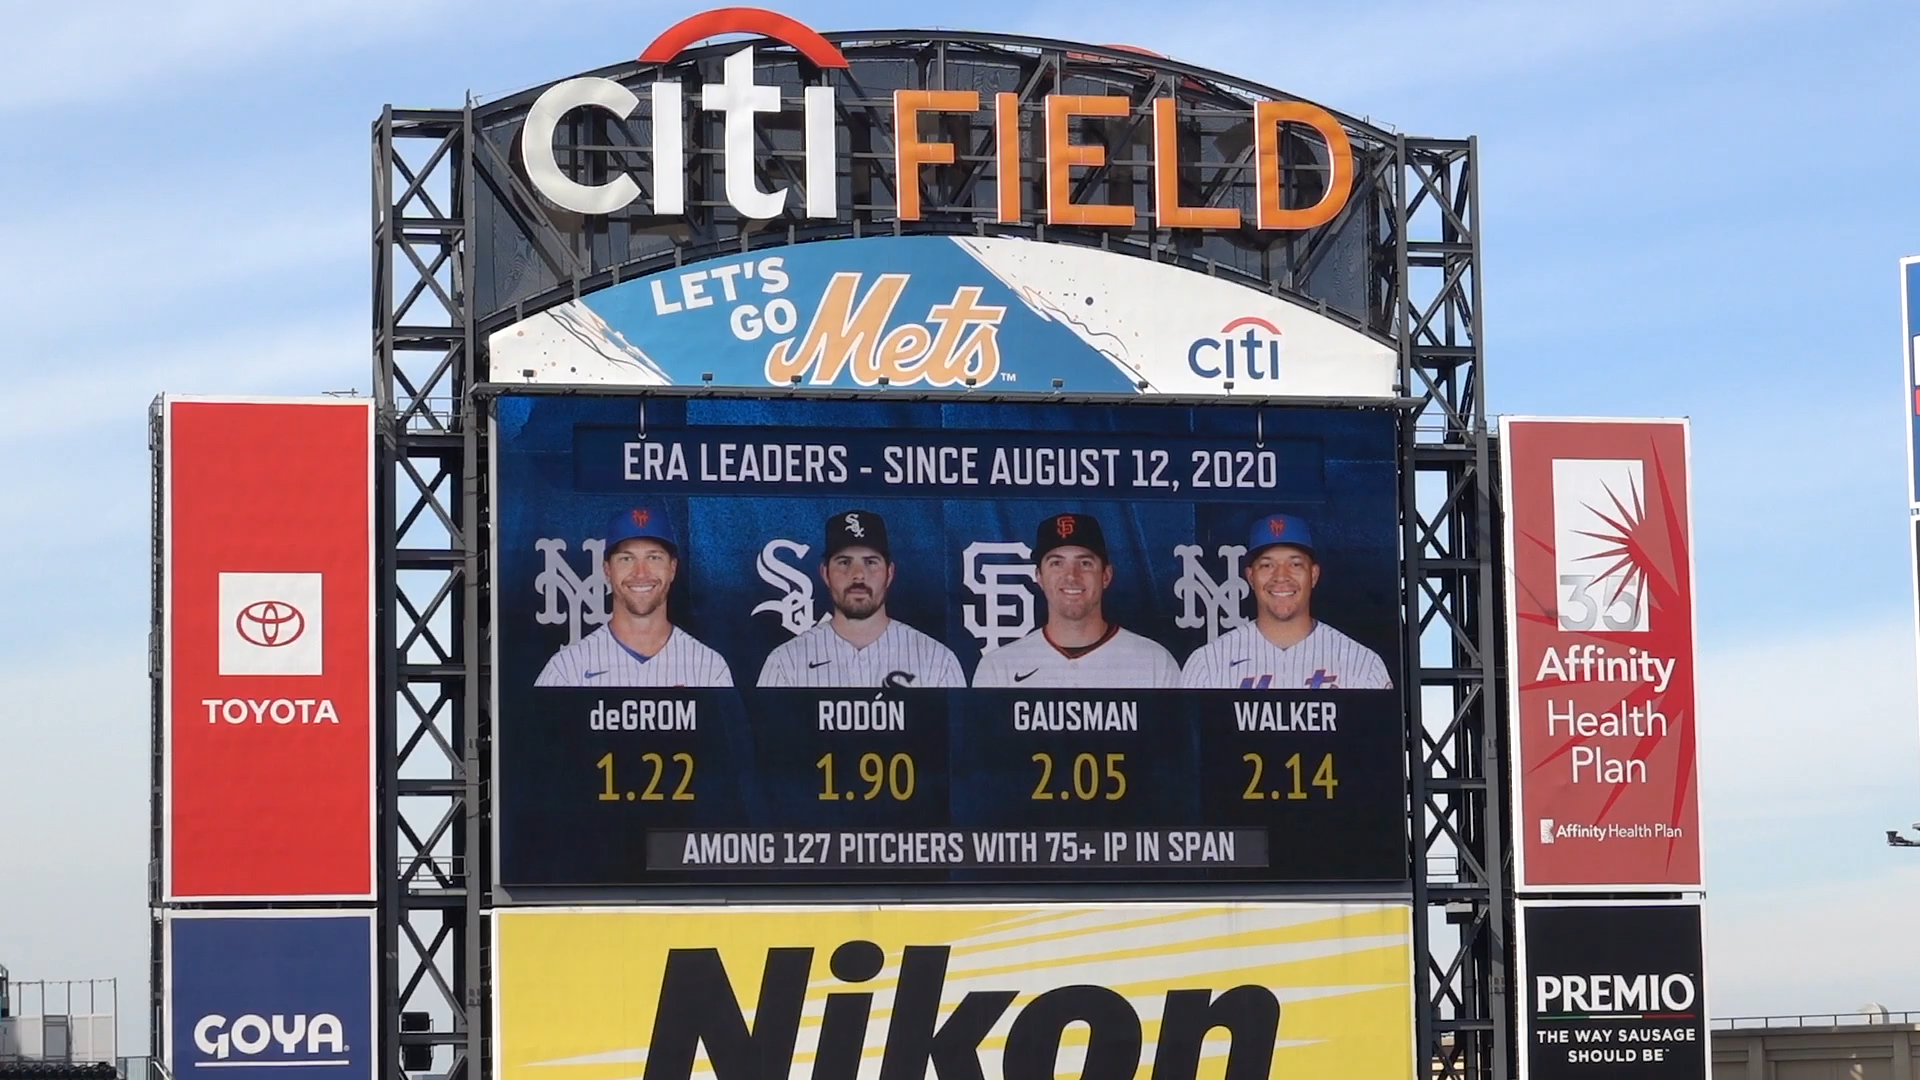 citi FIELD
LET'S
GO
Mets™
citi
ERA LEADERS - SINCE AUGUST 12, 2020
deGROM
RODÓN
GAUSMAN
WALKER
1.22
1.90
2.05
2.14
AMONG 127 PITCHERS WITH 75+ IP IN SPAN
TOYOTA
GOYA
Nikon
35
Affinity
Health
Plan
Affinity Health Plan
PREMIO
THE WAY SAUSAGE
SHOULD BE™